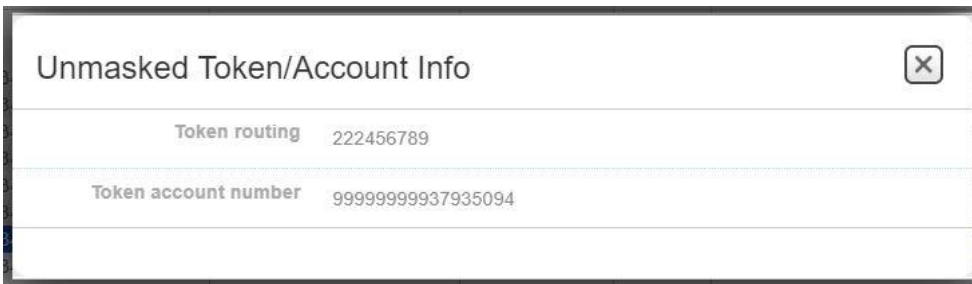 Unmasked Token/Account Info
Token routing 222456789
Token account number 99999999937935094